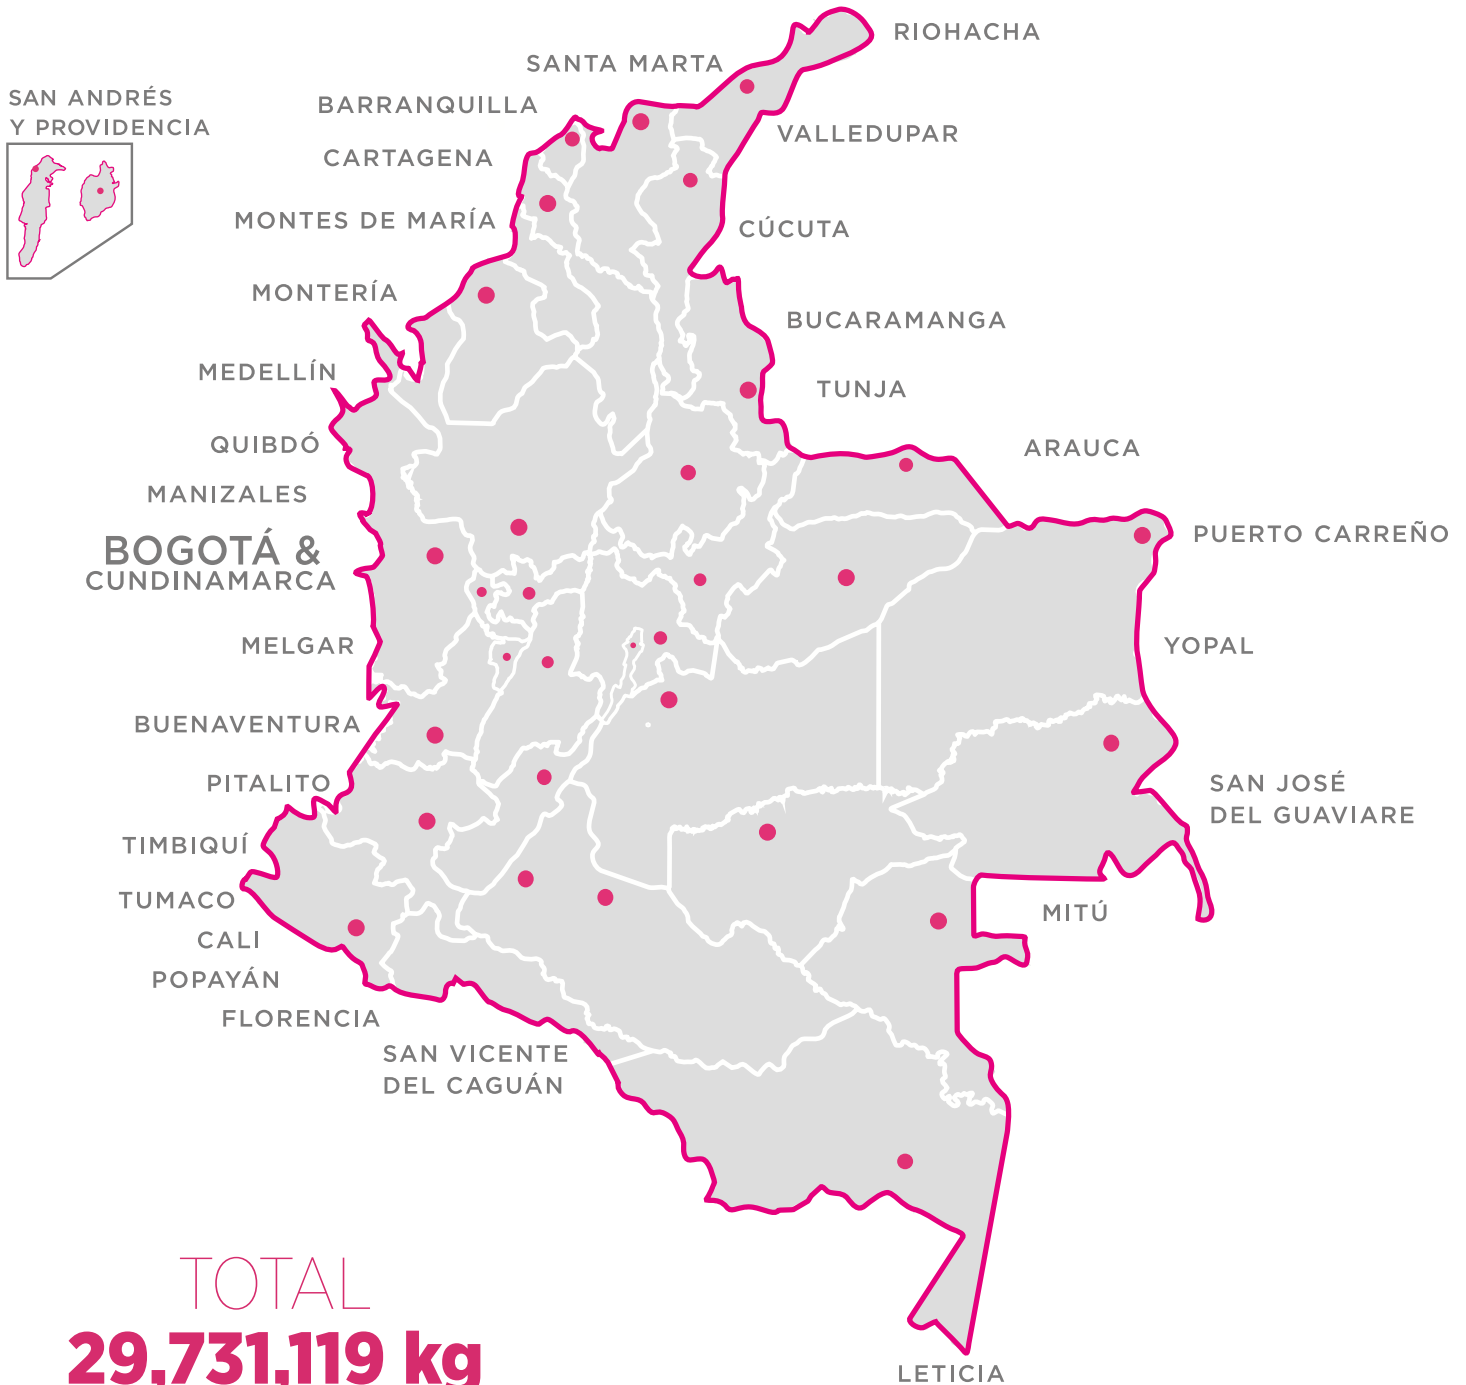 RIOHACHA
SANTA MARTA
SAN ANDRÉS
Y PROVIDENCIA
BARRANQUILLA
VALLEDUPAR
CARTAGENA
MONTES DE MARÍA
CÚCUTA
MONTERÍA
BUCARAMANGA
MEDELLÍN
TUNJA
QUIBDÓ
ARAUCA
MANIZALES
PUERTO CARREÑO
BOGOTÁ &
CUNDINAMARCA
MELGAR
YOPAL
BUENAVENTURA
PITALITO
SAN JOSÉ
DEL GUAVIARE
TIMBIQUÍ
TUMACO
MITÚ
CALI
POPAYÁN
FLORENCIA
SAN VICENTE
DEL CAGUÁN
TOTAL
29,731,119 kg
LETICIA